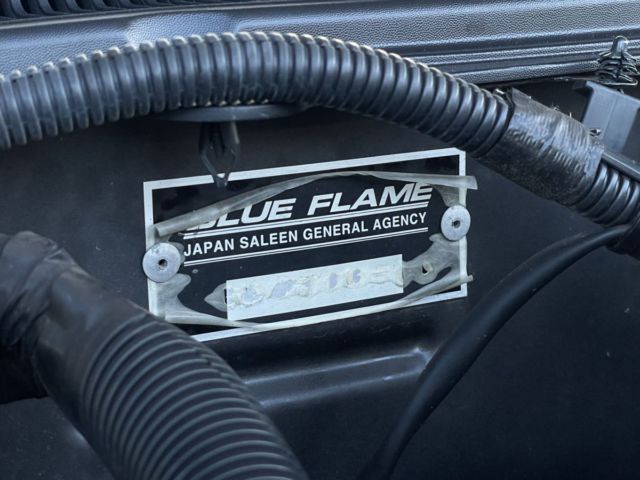 BLUE FLAME
JAPAN SALEEN GENERAL AGENCY